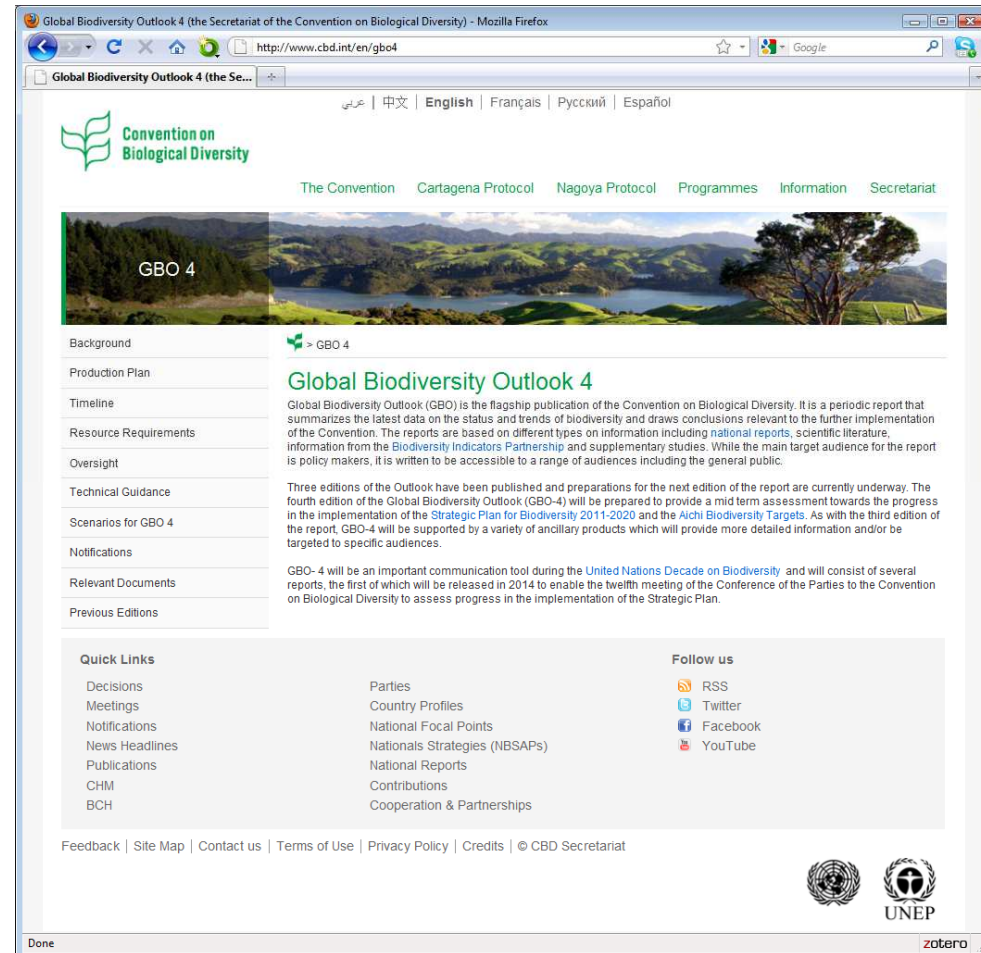 Global Biodiversity Outlook 4 (the Secretariat of the Convention on Biological Diversity) - Mozilla Firefox
http://www.cbd.int/en/gbo4
Google
Global Biodiversity Outlook 4 (the Se...
عربي | 中文 | English | Français | Русский | Español
Convention on
Biological Diversity
The Convention Cartagena Protocol Nagoya Protocol Programmes Information Secretariat
GBO 4
Background
Production Plan
Timeline
Resource Requirements
Oversight
Technical Guidance
Scenarios for GBO 4
Notifications
Relevant Documents
Previous Editions
> GBO 4
Global Biodiversity Outlook 4
Global Biodiversity Outlook (GBO) is the flagship publication of the Convention on Biological Diversity. It is a periodic report that
summarizes the latest data on the status and trends of biodiversity and draws conclusions relevant to the further implementation
of the Convention. The reports are based on different types on information including national reports, scientific literature,
information from the Biodiversity Indicators Partnership and supplementary studies. While the main target audience for the report
is policy makers, it is written to be accessible to a range of audiences including the general public.
Three editions of the Outlook have been published and preparations for the next edition of the report are currently underway. The
fourth edition of the Global Biodiversity Outlook (GBO-4) will be prepared to provide a mid term assessment towards the progress
in the implementation of the Strategic Plan for Biodiversity 2011-2020 and the Aichi Biodiversity Targets. As with the third edition of
the report, GBO-4 will be supported by a variety of ancillary products which will provide more detailed information and/or be
targeted to specific audiences.
GBO- 4 will be an important communication tool during the United Nations Decade on Biodiversity and will consist of several
reports, the first of which will be released in 2014 to enable the twelfth meeting of the Conference of the Parties to the Convention
on Biological Diversity to assess progress in the implementation of the Strategic Plan.
Quick Links
Decisions
Meetings
Notifications
News Headlines
Publications
CHM
BCH
Parties
Country Profiles
National Focal Points
Nationals Strategies (NBSAPs)
National Reports
Contributions
Cooperation & Partnerships
Follow us
RSS
Twitter
Facebook
YouTube
Feedback | Site Map | Contact us | Terms of Use | Privacy Policy | Credits | © CBD Secretariat
UNEP
Done
zotero